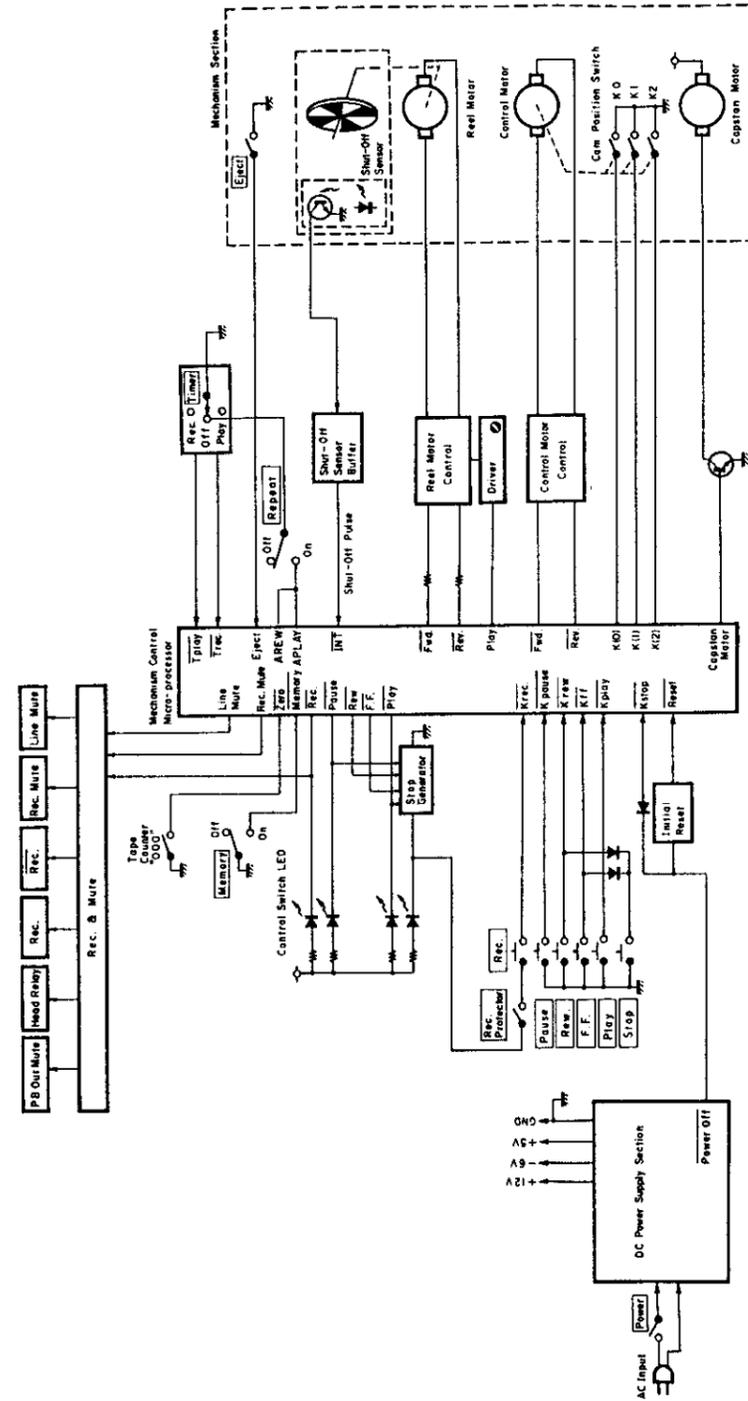 Mechanism Section
Eject
Shut-Off
Sensor
Reel Motor
Control Motor
Cam Position Switch
K0
K1
K2
Capstan Motor
Rec.
Off
Play
Timer
Off
Repeat
On
Shut-Off
Sensor
Buffer
Shut-Off Pulse
Reel Motor
Control
Driver
Control Motor
Control
Mechanism Control
Micro-processor
Tplay
Trec.
Eject
AREW
APLAY
INT
Fwd.
Rev.
Play
Fwd.
Rev.
K(0)
K(1)
K(2)
Capstan
Motor
Line
Mute
Rec. Mute
Zero
Memory
Rec.
Pause
Rew
F.F.
Play
Krec.
Kpause
Krew
Kff
Kplay
Kstop
Reset
Line Mute
Rec. Mute
Rec.
Rec.
Head Relay
PB Out Mute
Rec. & Mute
Tape
Counter
"000"
Off
Memory
On
Control Switch LED
Stop
Generator
Initial
Reset
Rec.
Rec.
Protector
Pause
Rew.
F.F.
Play
Stop
GND
+5V
-6V
+12V
DC Power Supply Section
Power Off
Power
AC Input